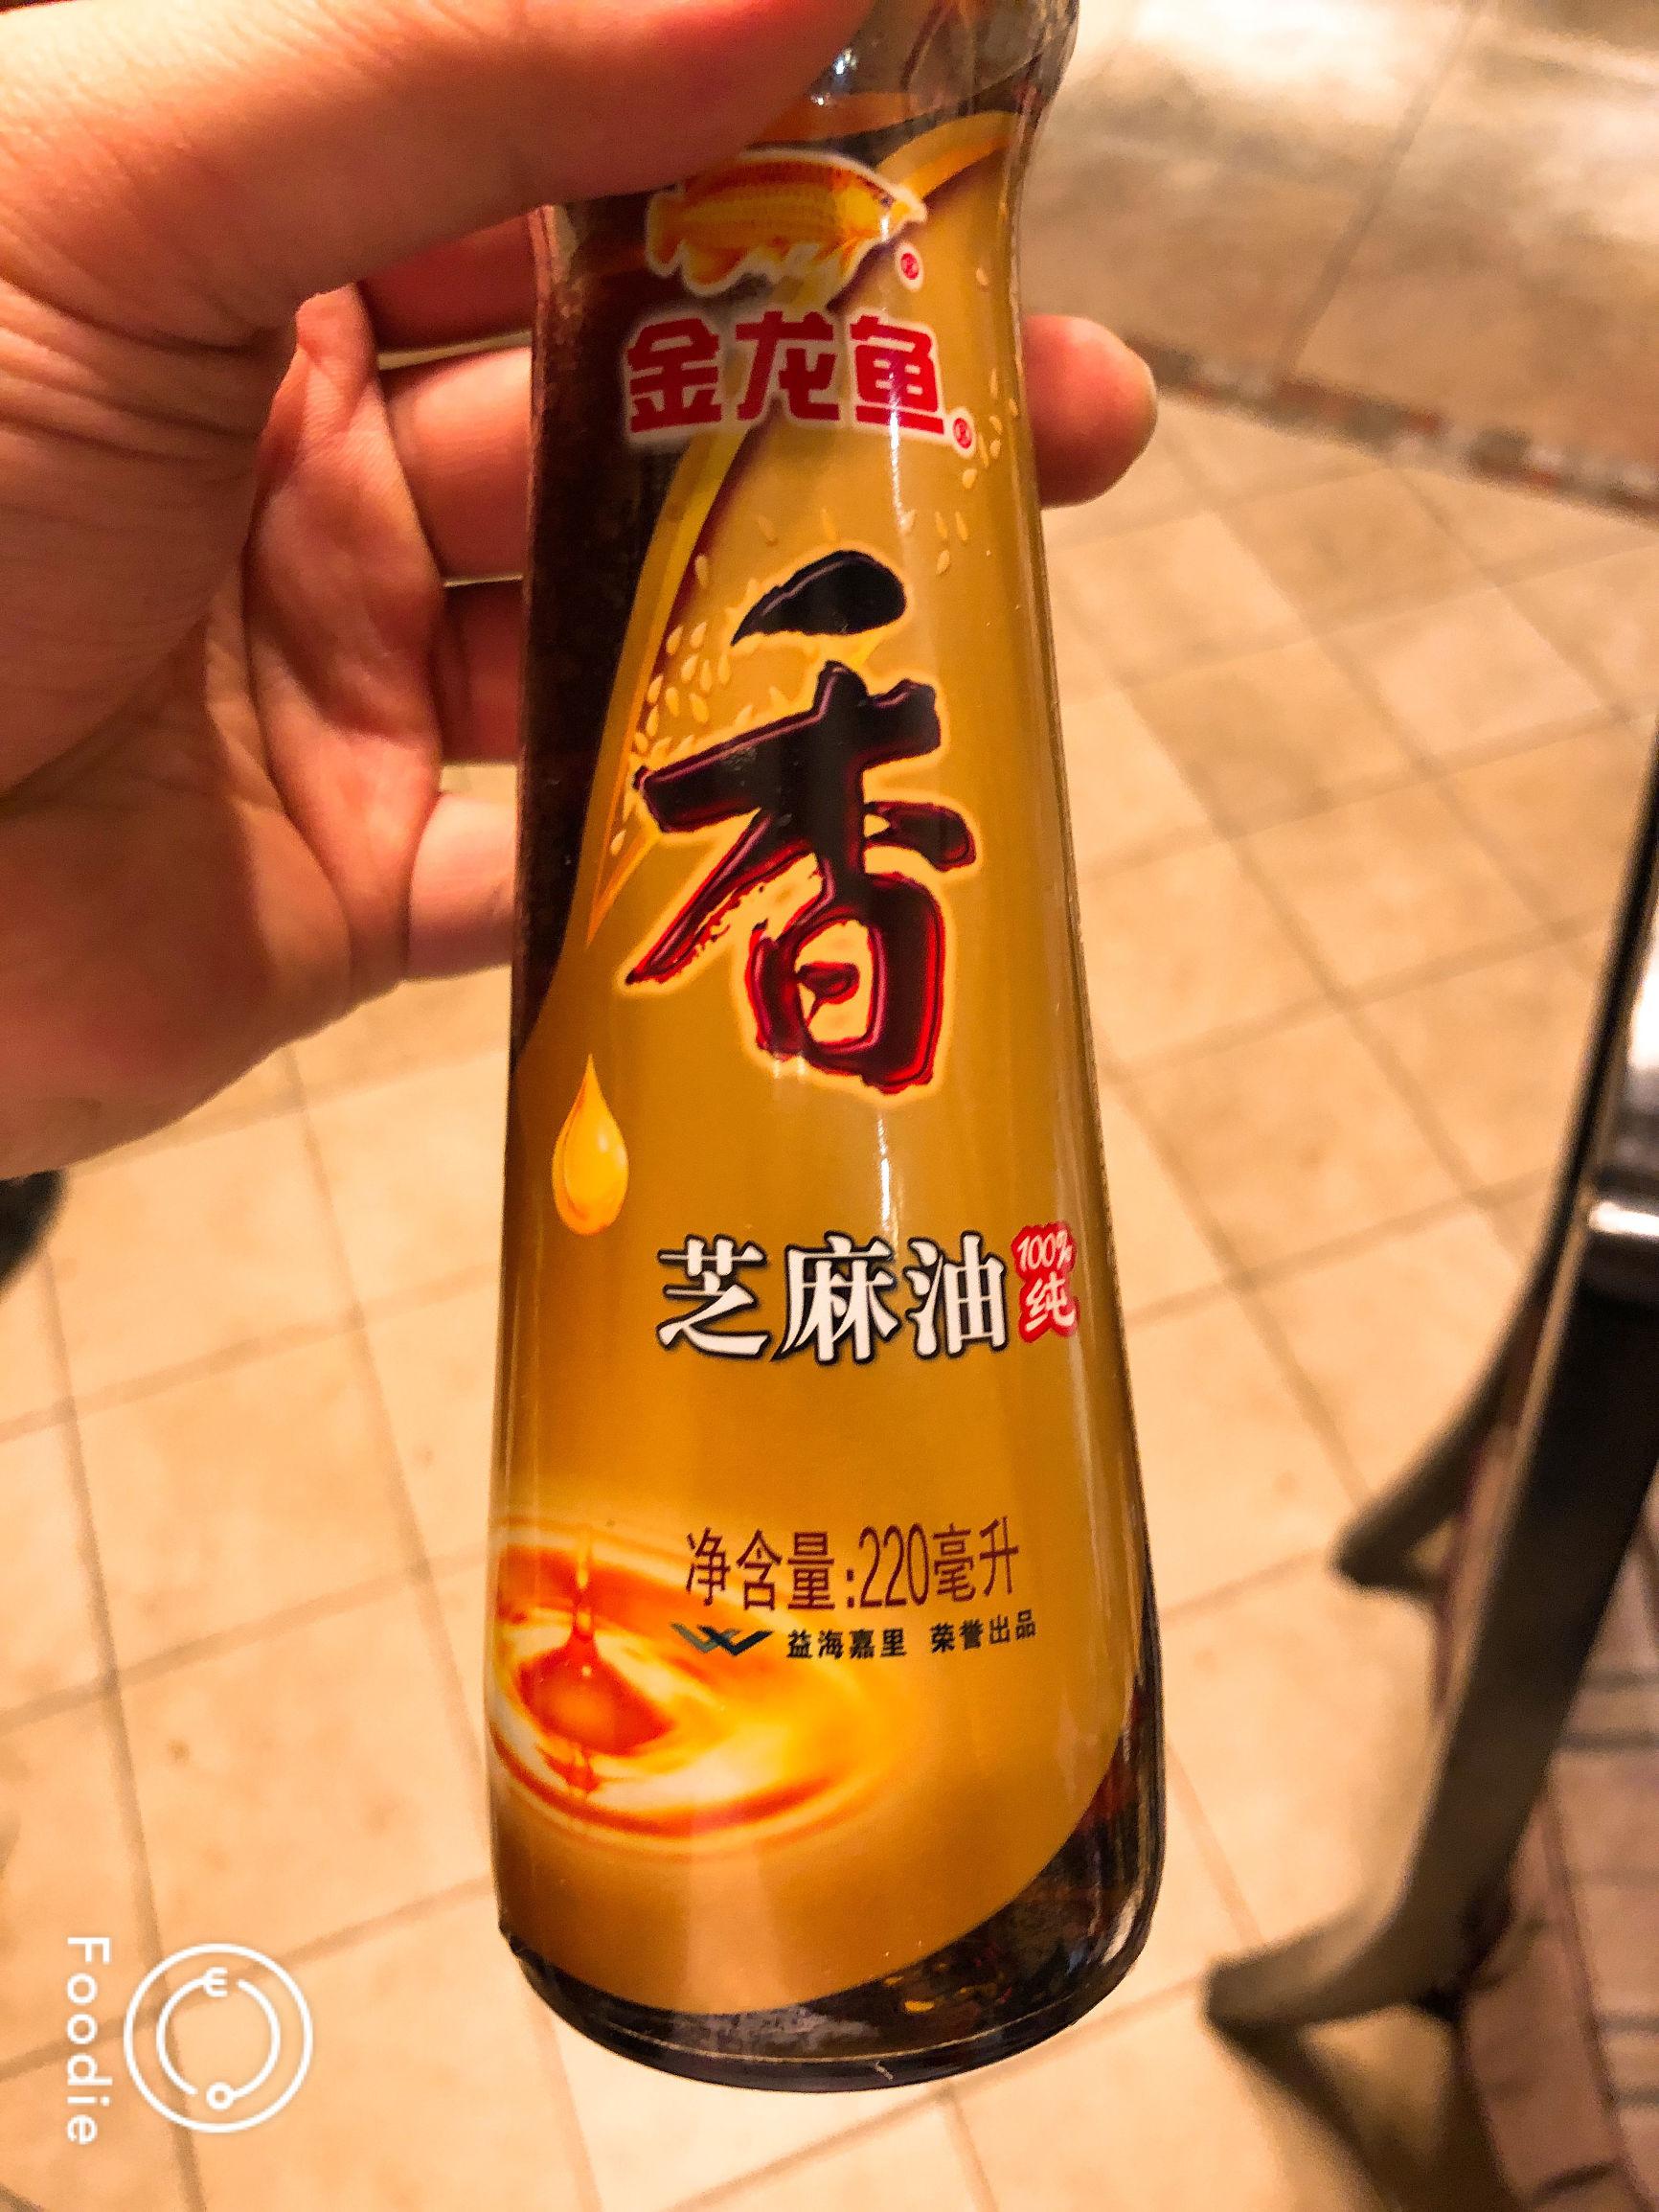 金龙鱼
香
芝麻油
100%
纯
净含量:220毫升
益海嘉里 荣誉出品
Foodie